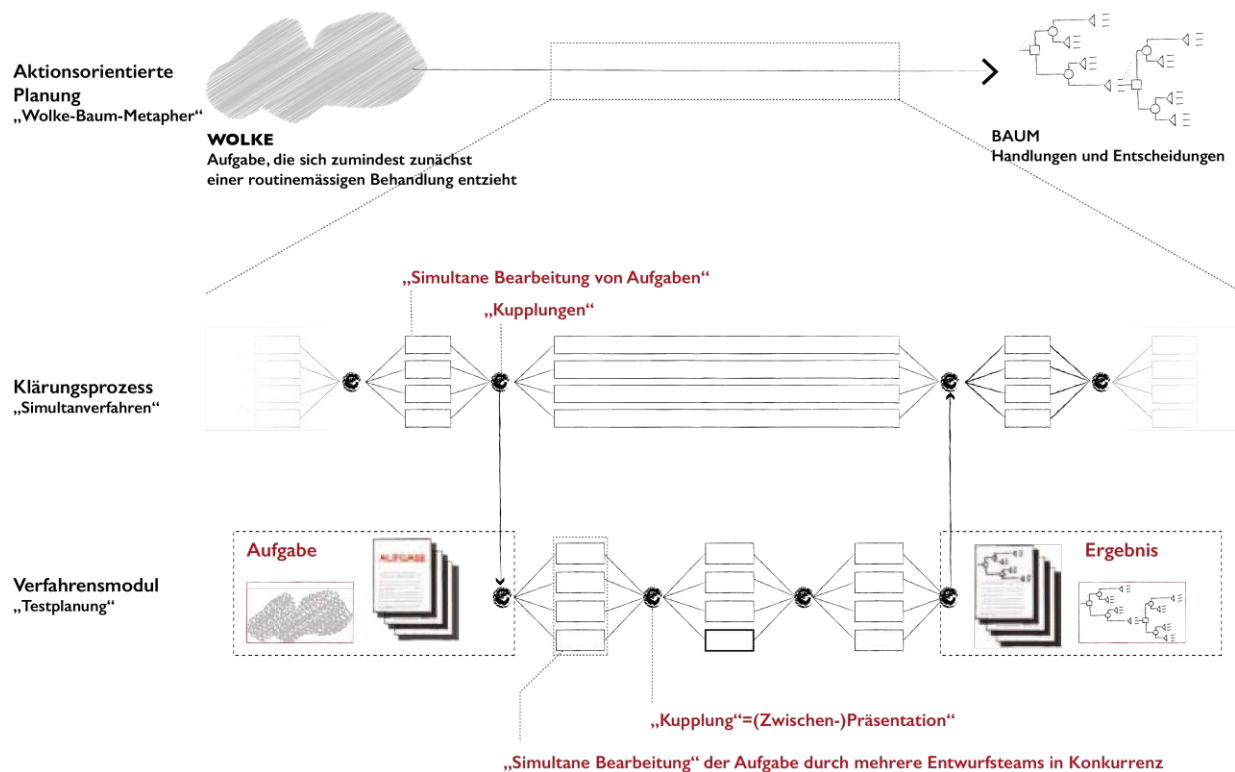 Aktionsorientierte
Planung
„Wolke-Baum-Metapher“
WOLKE
Aufgabe, die sich zumindest zunächst
einer routinemässigen Behandlung entzieht
BAUM
Handlungen und Entscheidungen
„Simultane Bearbeitung von Aufgaben“
„Kupplungen“
Klärungsprozess
„Simultanverfahren“
Aufgabe
AUFGABE
Ergebnis
Verfahrensmodul
„Testplanung“
„Kupplung“=(Zwischen-)Präsentation“
„Simultane Bearbeitung“ der Aufgabe durch mehrere Entwurfsteams in Konkurrenz